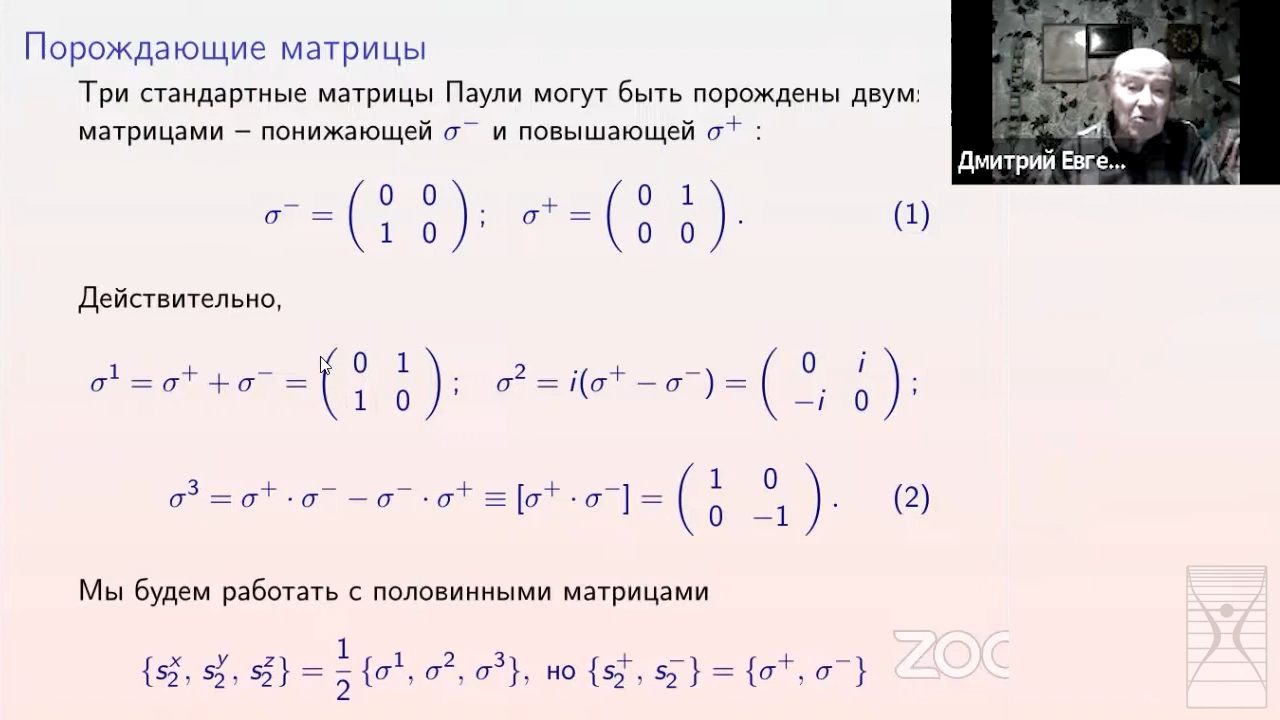 Порождающие матрицы
Три стандартные матрицы Паули могут быть порождены двум
матрицами – понижающей σ⁻ и повышающей σ⁺ :
σ⁻ = ( 0 0 ; 1 0 ) ; σ⁺ = ( 0 1 ; 0 0 ) . (1)
Действительно,
σ¹ = σ⁺ + σ⁻ = ( 0 1 ; 1 0 ) ; σ² = i(σ⁺ − σ⁻) = ( 0 i ; −i 0 ) ;
σ³ = σ⁺ · σ⁻ − σ⁻ · σ⁺ ≡ [σ⁺ · σ⁻] = ( 1 0 ; 0 −1 ) . (2)
Мы будем работать с половинными матрицами
{s₂ˣ, s₂ʸ, s₂ᶻ} = 1/2 {σ¹, σ², σ³}, но {s₂⁺, s₂⁻} = {σ⁺, σ⁻}
Дмитрий Евге...
ZOO